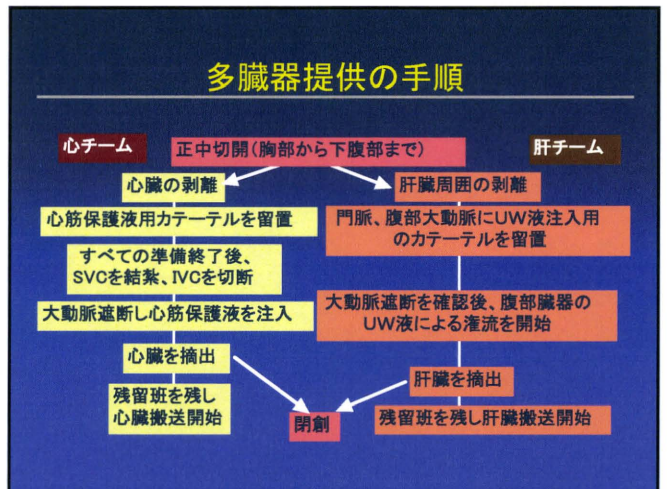 多臓器提供の手順
心チーム
正中切開(胸部から下腹部まで)
肝チーム
心臓の剥離
肝臓周囲の剥離
心筋保護液用カテーテルを留置
門脈、腹部大動脈にUW液注入用
のカテーテルを留置
すべての準備終了後、
SVCを結紮、IVCを切断
大動脈遮断し心筋保護液を注入
大動脈遮断を確認後、腹部臓器の
UW液による潅流を開始
心臓を摘出
肝臓を摘出
残留班を残し
心臓搬送開始
閉創
残留班を残し肝臓搬送開始